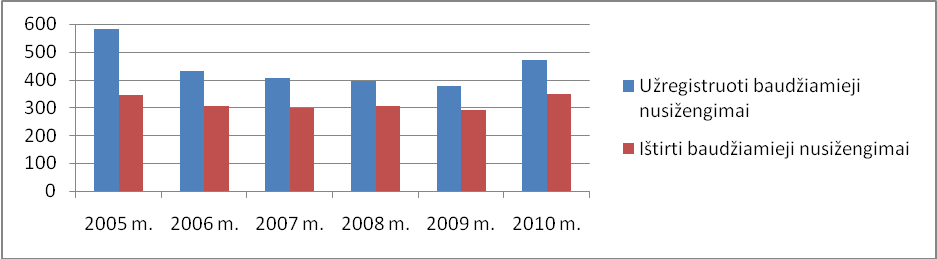 600
500
400
300
200
100
0
2005 m. 2006 m. 2007 m. 2008 m. 2009 m. 2010 m.
Užregistruoti baudžiamieji
nusižengimai
Ištirti baudžiamieji nusižengimai